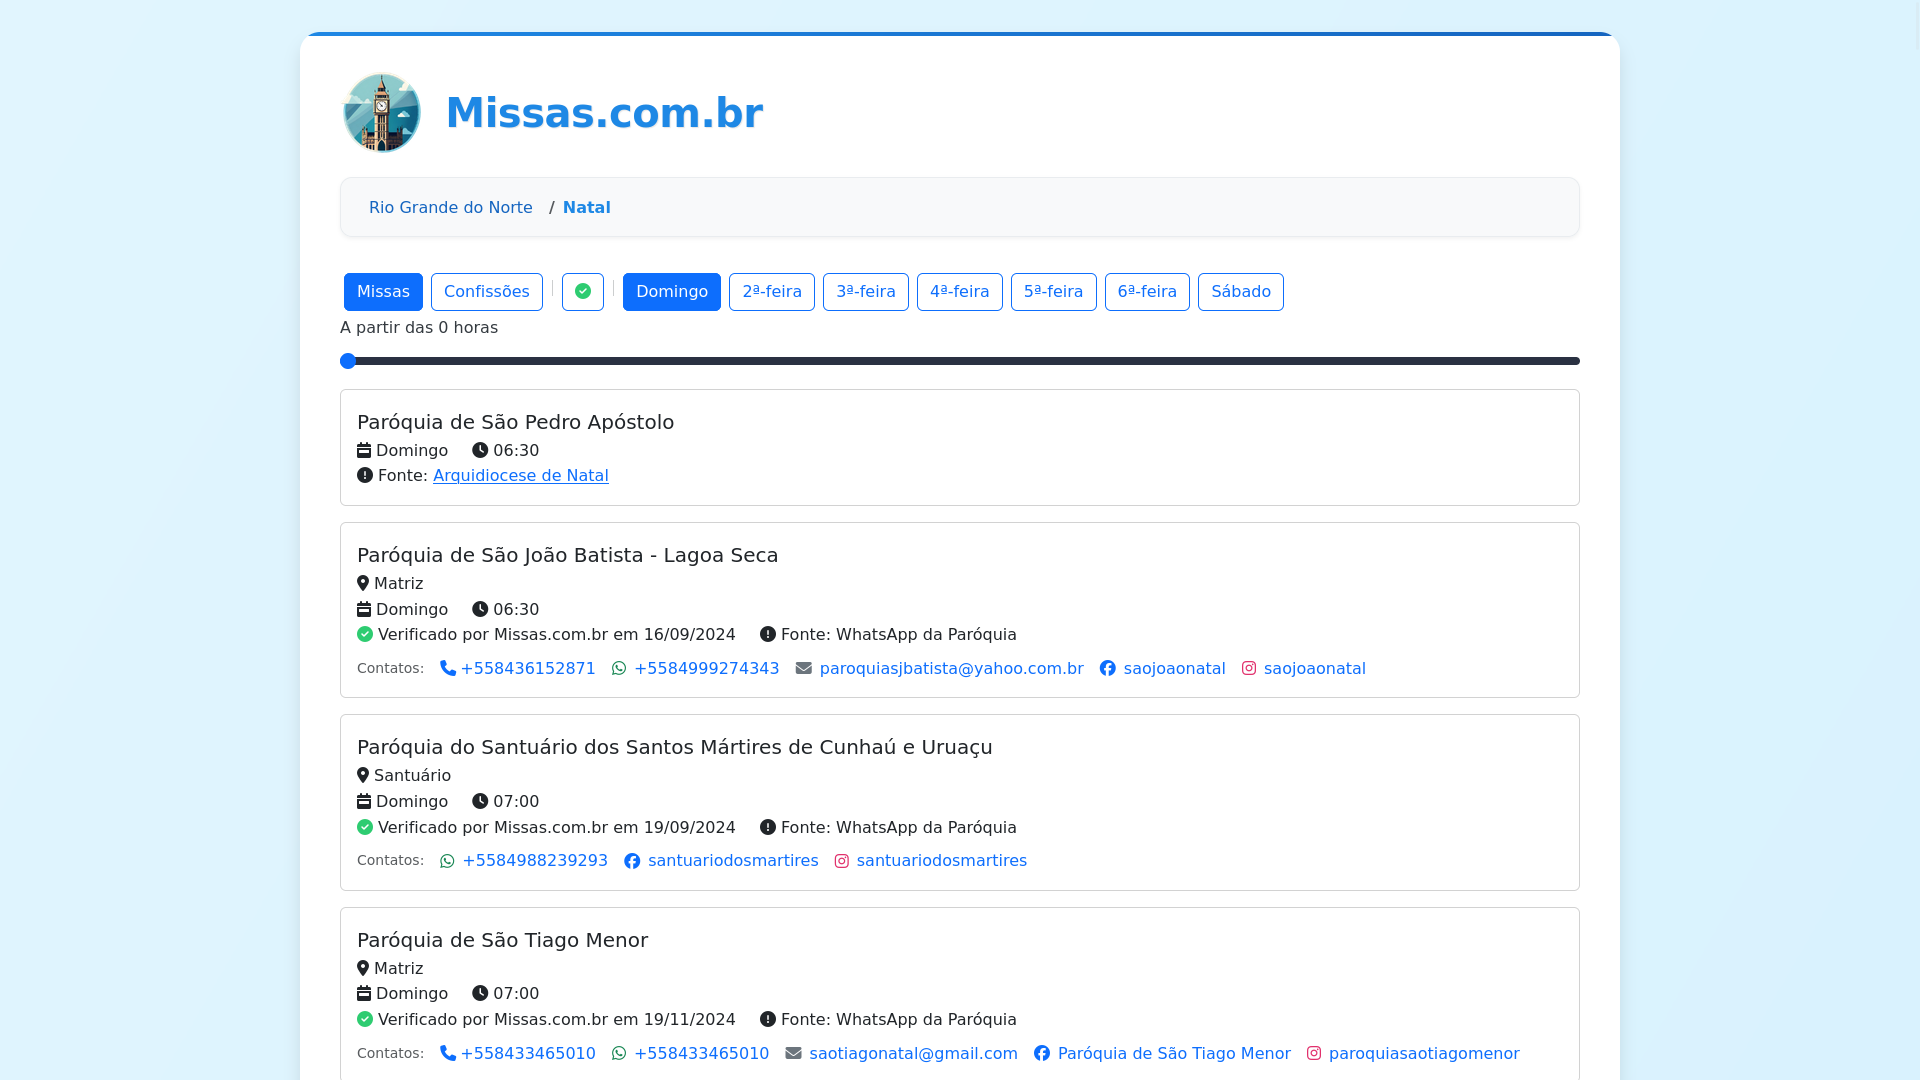 Missas.com.br
Rio Grande do Norte / Natal
Missas Confissões Domingo 2ª-feira 3ª-feira 4ª-feira 5ª-feira 6ª-feira Sábado
A partir das 0 horas
Paróquia de São Pedro Apóstolo
Domingo 06:30
Fonte: Arquidiocese de Natal
Paróquia de São João Batista - Lagoa Seca
Matriz
Domingo 06:30
Verificado por Missas.com.br em 16/09/2024 Fonte: WhatsApp da Paróquia
Contatos: +558436152871 +5584999274343 paroquiasjbatista@yahoo.com.br saojoaonatal saojoaonatal
Paróquia do Santuário dos Santos Mártires de Cunhaú e Uruaçu
Santuário
Domingo 07:00
Verificado por Missas.com.br em 19/09/2024 Fonte: WhatsApp da Paróquia
Contatos: +5584988239293 santuariodosmartires santuariodosmartires
Paróquia de São Tiago Menor
Matriz
Domingo 07:00
Verificado por Missas.com.br em 19/11/2024 Fonte: WhatsApp da Paróquia
Contatos: +558433465010 +558433465010 saotiagonatal@gmail.com Paróquia de São Tiago Menor paroquiasaotiagomenor